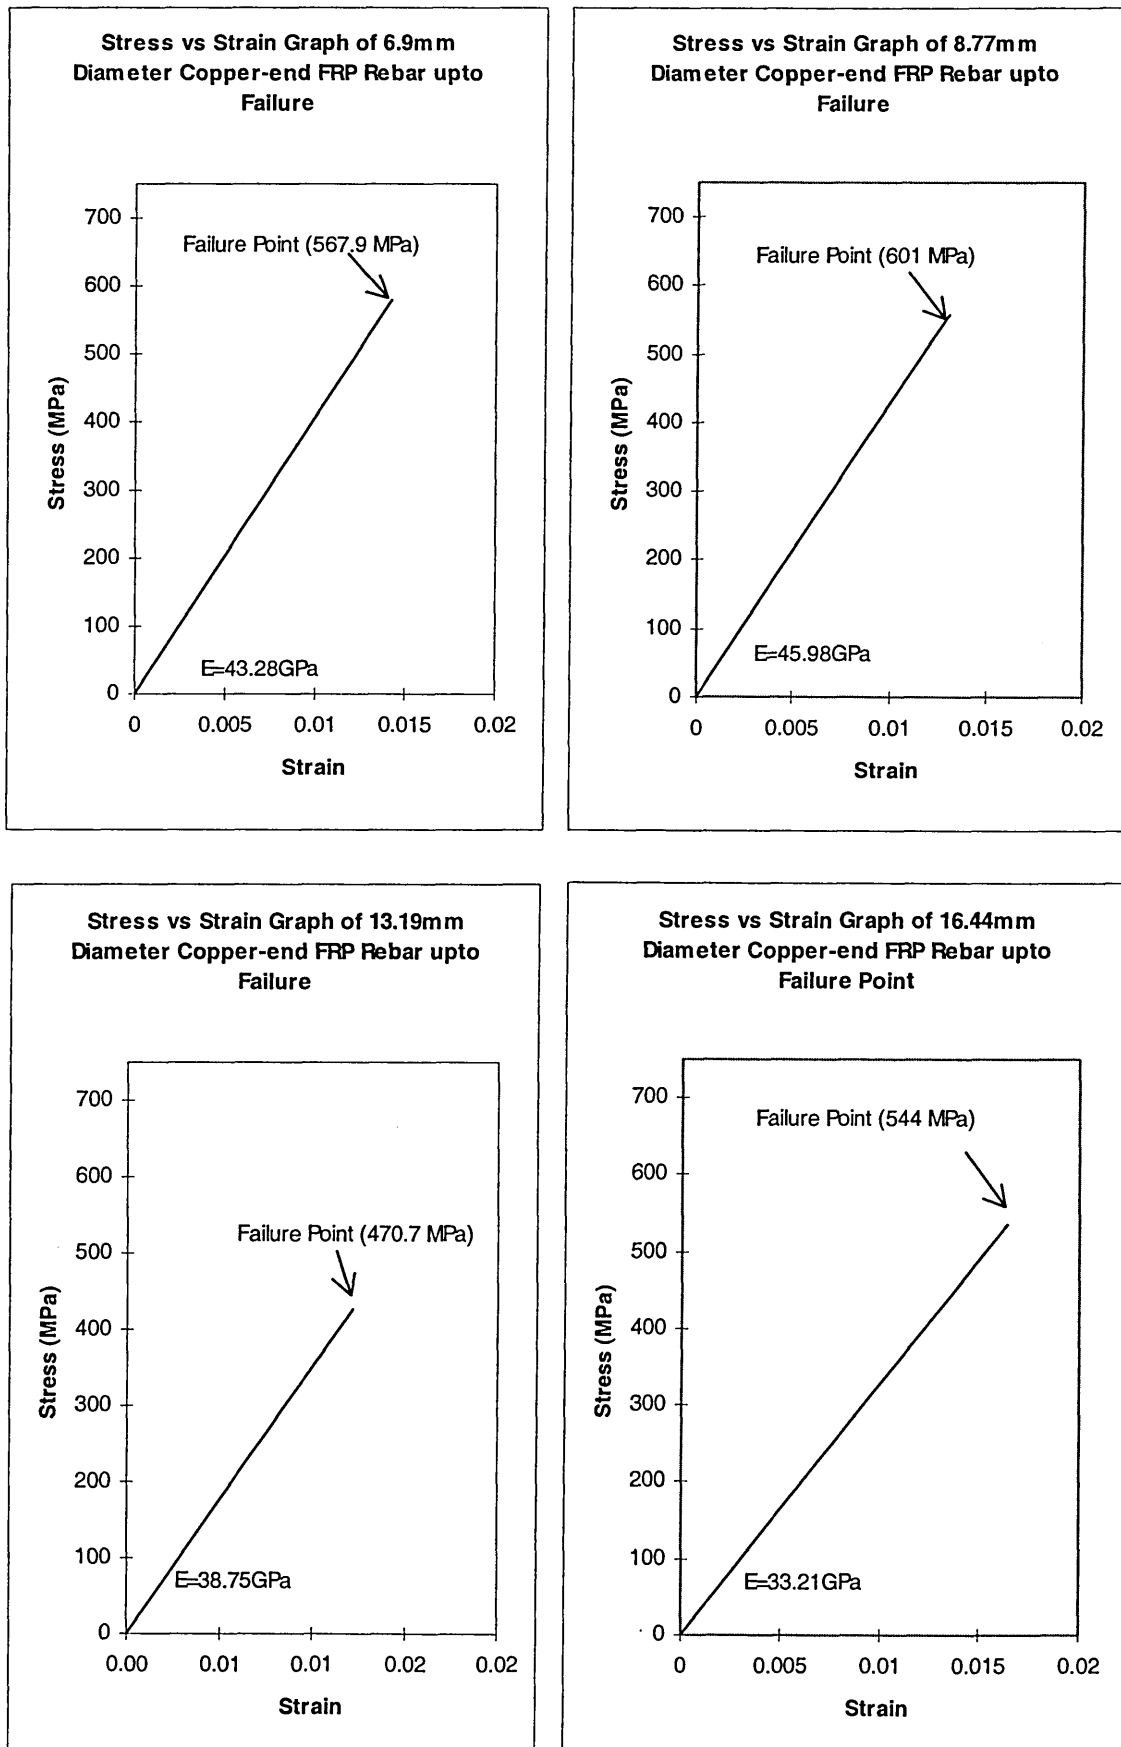 Stress vs Strain Graph of 6.9mm
Diameter Copper-end FRP Rebar upto
Failure
700
600
500
400
300
200
100
0
Stress (MPa)
Failure Point (567.9 MPa)
E=43.28GPa
0 0.005 0.01 0.015 0.02
Strain
Stress vs Strain Graph of 8.77mm
Diameter Copper-end FRP Rebar upto
Failure
700
600
500
400
300
200
100
0
Stress (MPa)
Failure Point (601 MPa)
E=45.98GPa
0 0.005 0.01 0.015 0.02
Strain
Stress vs Strain Graph of 13.19mm
Diameter Copper-end FRP Rebar upto
Failure
700
600
500
400
300
200
100
0
Stress (MPa)
Failure Point (470.7 MPa)
E=38.75GPa
0.00 0.01 0.01 0.02 0.02
Strain
Stress vs Strain Graph of 16.44mm
Diameter Copper-end FRP Rebar upto
Failure Point
700
600
500
400
300
200
100
0
Stress (MPa)
Failure Point (544 MPa)
E=33.21GPa
0 0.005 0.01 0.015 0.02
Strain